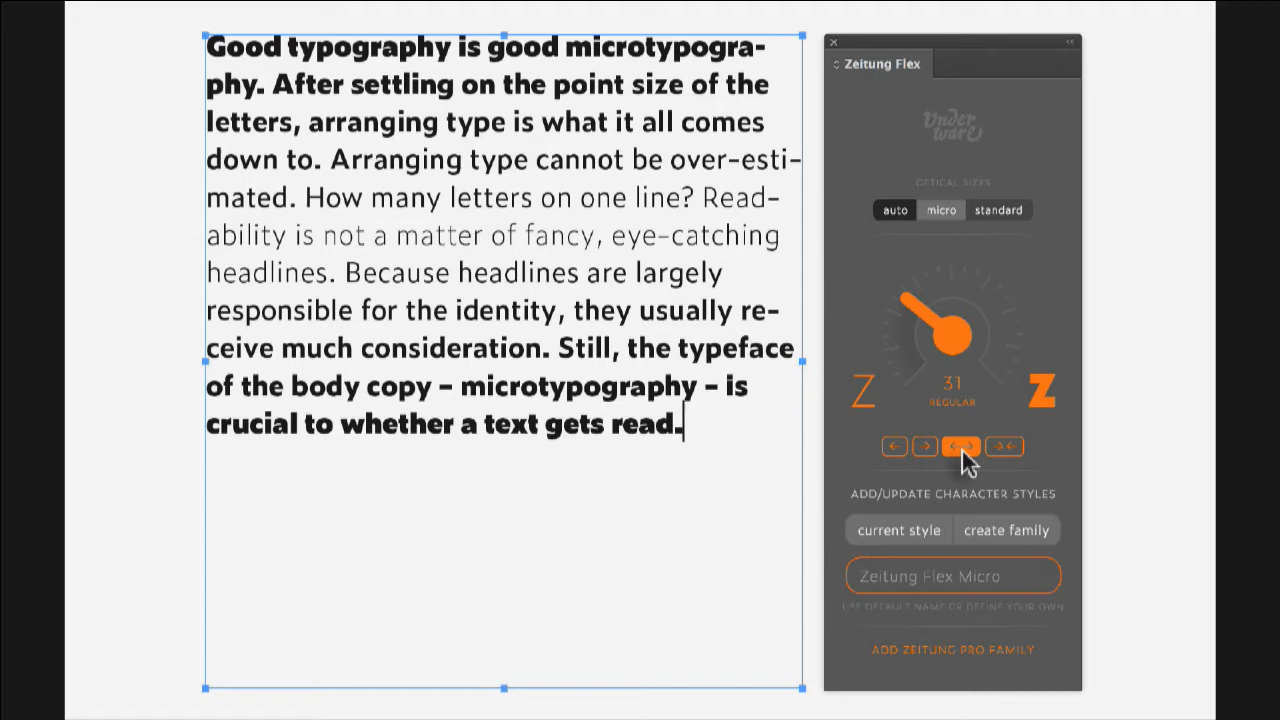 Good typography is good microtypogra-
phy. After settling on the point size of the
letters, arranging type is what it all comes
down to. Arranging type cannot be over-esti-
mated. How many letters on one line? Read-
ability is not a matter of fancy, eye-catching
headlines. Because headlines are largely
responsible for the identity, they usually re-
ceive much consideration. Still, the typeface
of the body copy – microtypography – is
crucial to whether a text gets read.
Zeitung Flex
Under
ware
OPTICAL SIZES
auto micro standard
Z Z
31
REGULAR
ADD/UPDATE CHARACTER STYLES
current style create family
Zeitung Flex Micro
USE DEFAULT NAME OR DEFINE YOUR OWN
ADD ZEITUNG PRO FAMILY